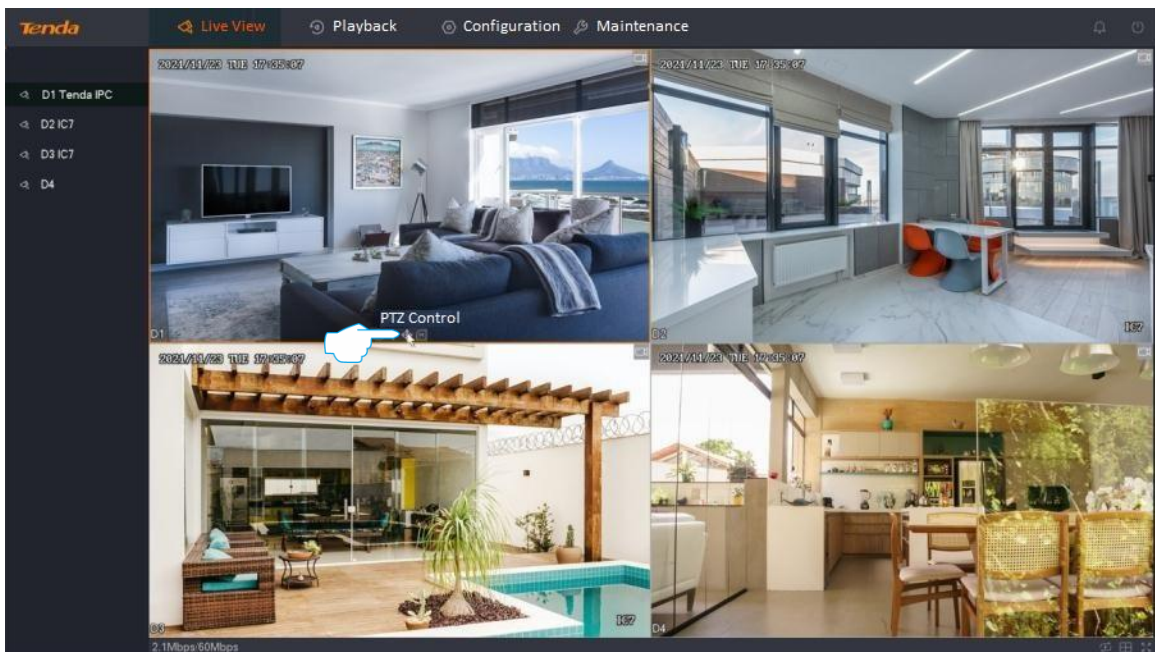 Tenda
Live View
Playback
Configuration
Maintenance
D1 Tenda IPC
D2 IC7
D3 IC7
D4
2021/11/23 TUE 17:35:07
2021/11/23 TUE 17:35:07
PTZ Control
D1
D2
IC7
2021/11/23 TUE 17:35:07
2021/11/23 TUE 17:35:07
D3
IC7
D4
2.1Mbps/60Mbps